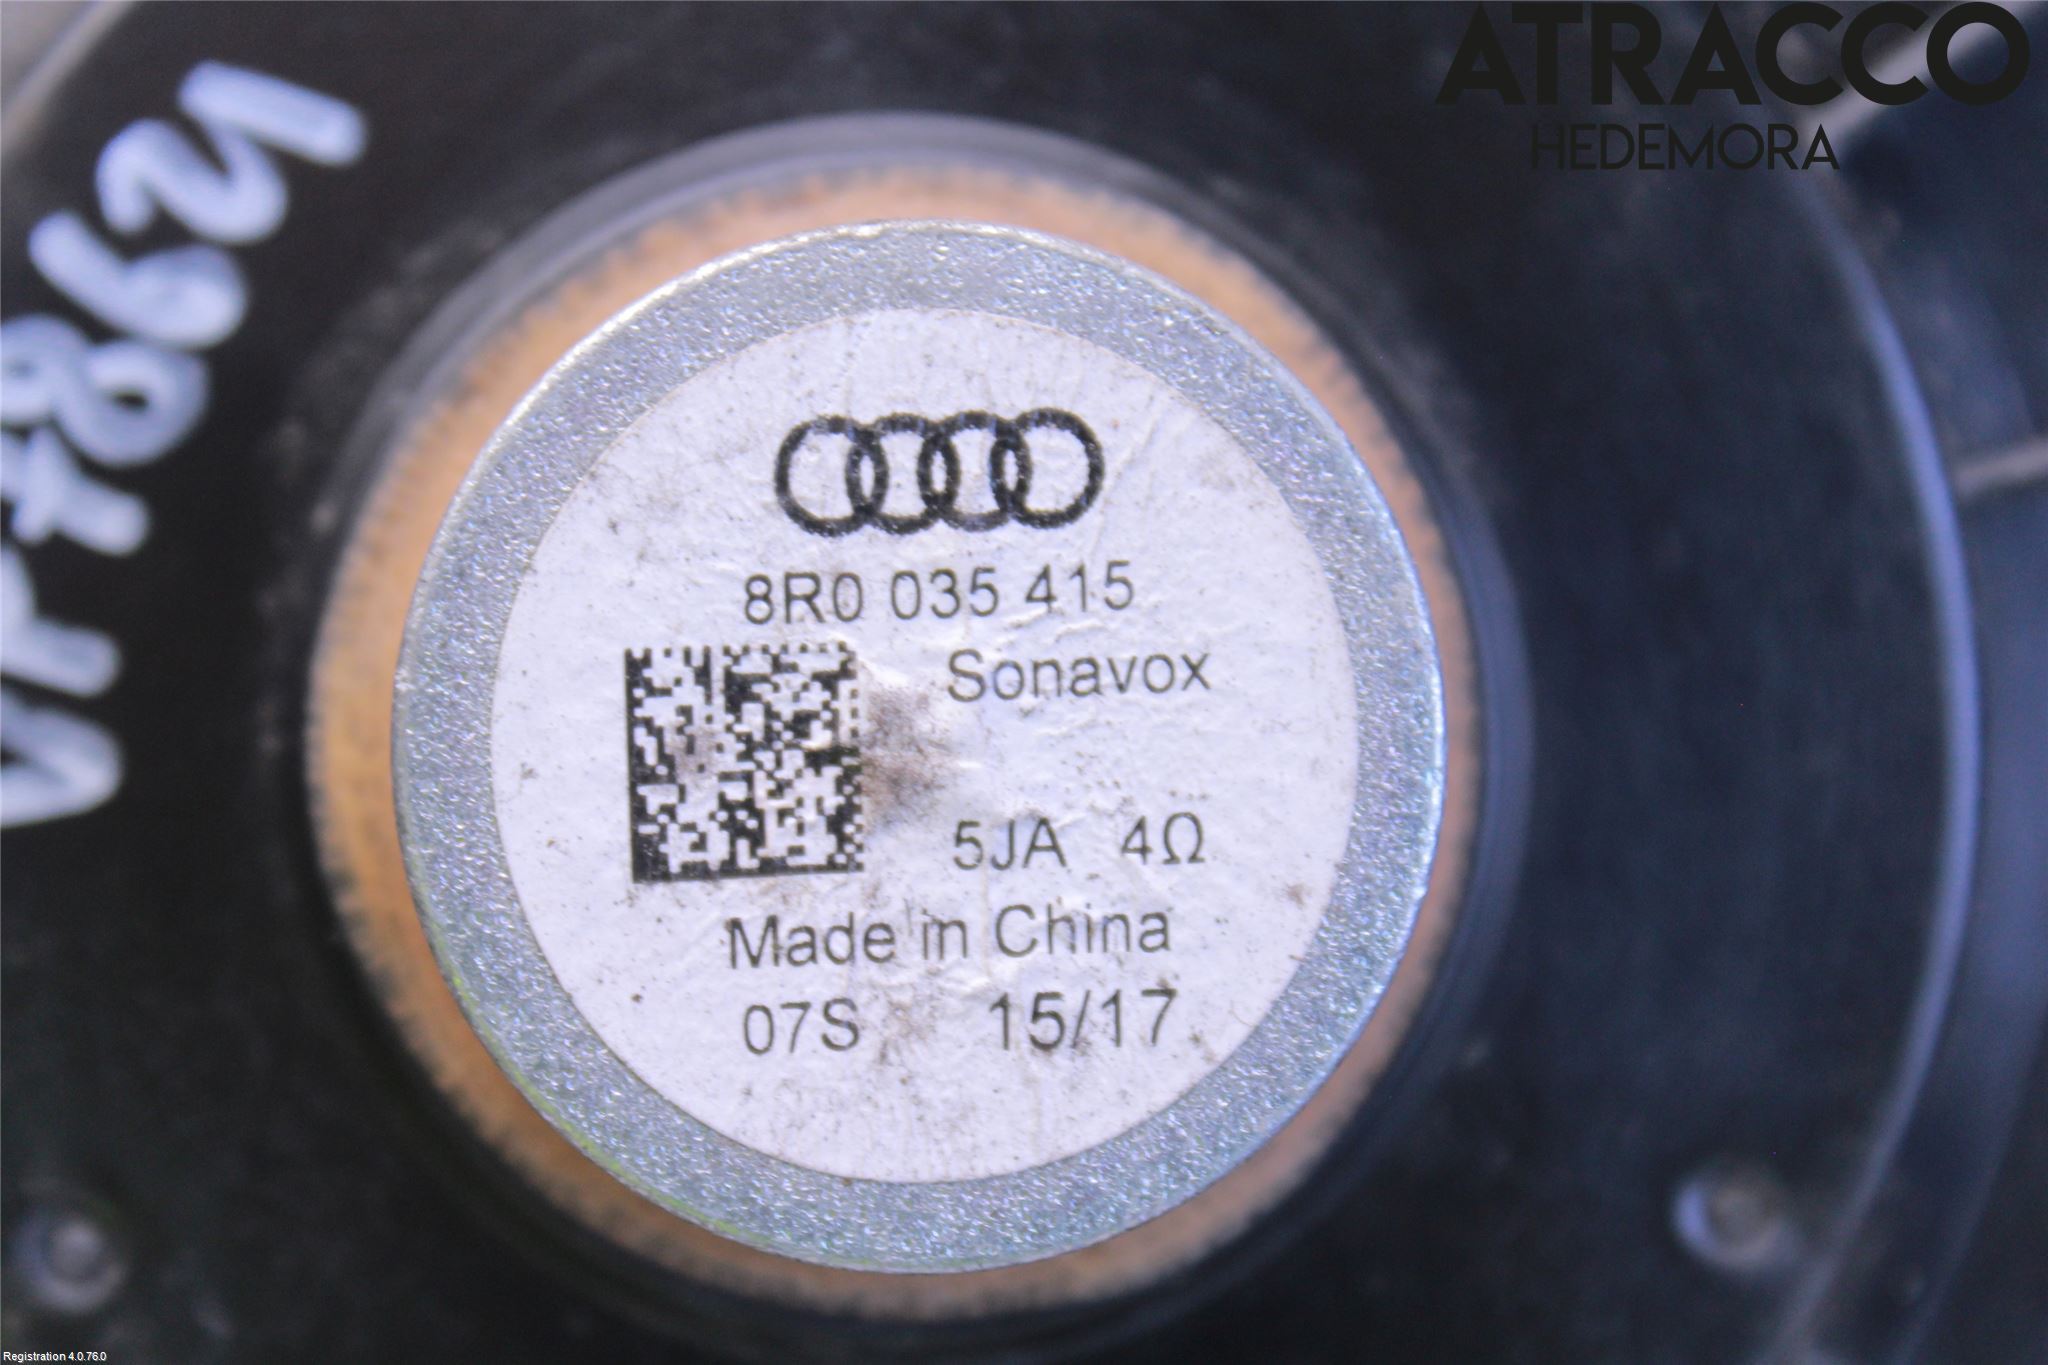 ATRACCO
HEDEMORA
8R0 035 415
Sonavox
5JA 4Ω
Made in China
07S 15/17
Registration 4.0.76.0